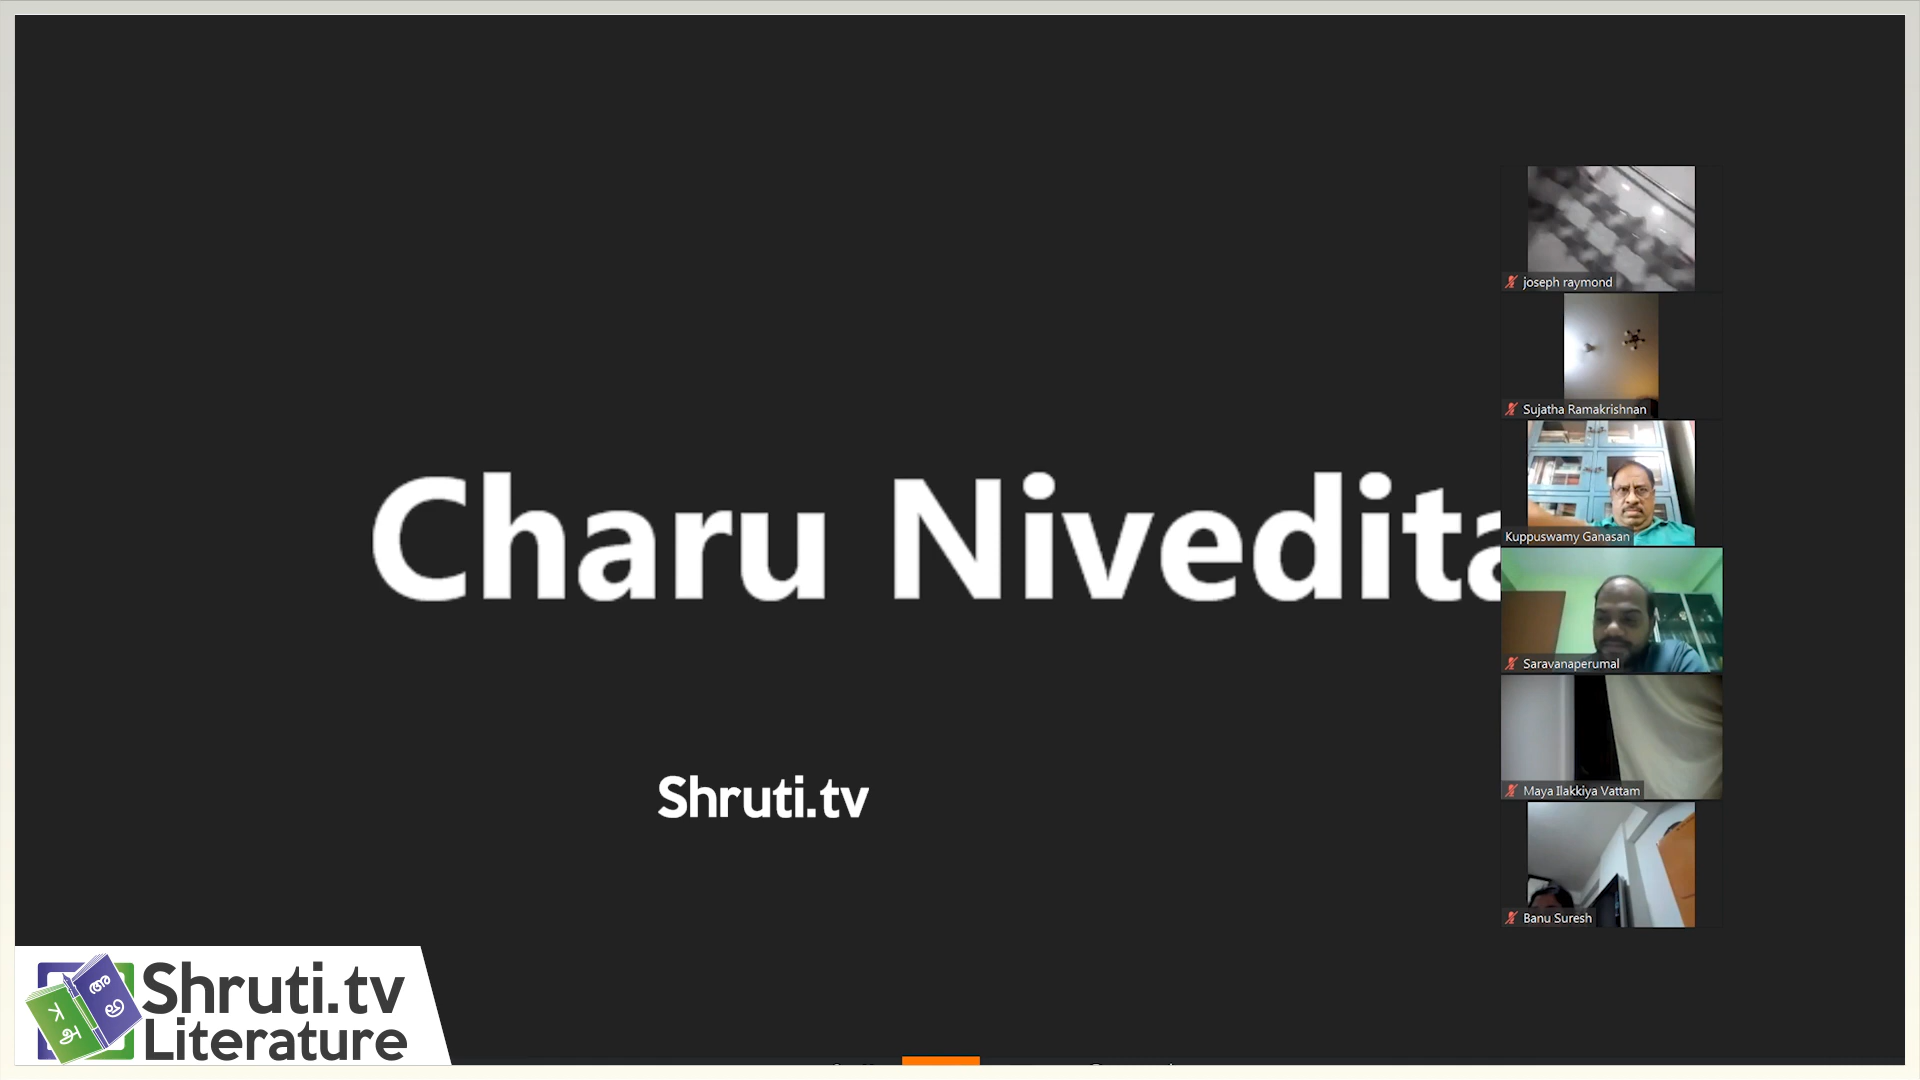 Charu Nivedita
joseph raymond
Sujatha Ramakrishnan
Kuppuswamy Ganasan
Saravanaperumal
Maya Ilakkiya Vattam
Banu Suresh
Shruti.tv
Shruti.tv
Literature